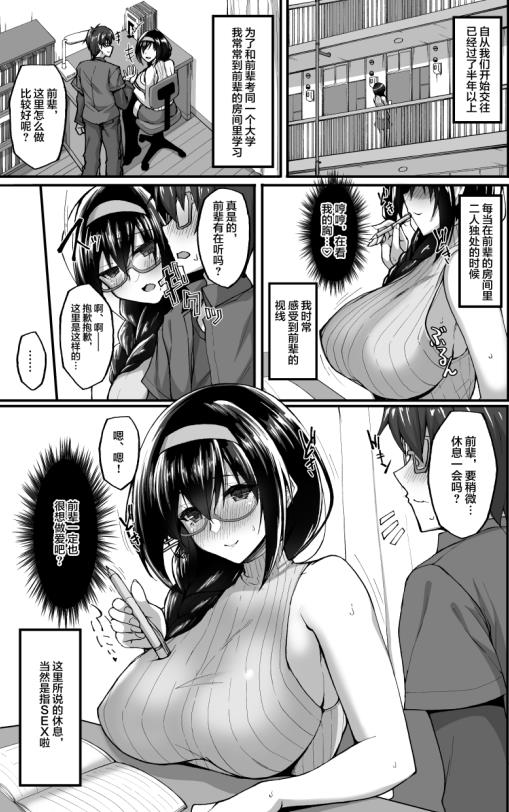 自从我们开始交往
已经过了半年以上
为了和前辈考同一个大学
我常常到前辈的房间里学习
前辈，
这里怎么做
比较好呢？
每当在前辈的房间里
二人独处的时候
哼哼，在看
我的胸…♡
我时常
感受到前辈的
视线
ぶるん
真是的，
前辈有在听吗？
啊、啊——
抱歉抱歉，
这里是这样的…
……
前辈，要稍微…
休息一会吗？
嗯、嗯！
前辈一定也
很想做爱吧？
这里所说的休息，
当然是指SEX啦